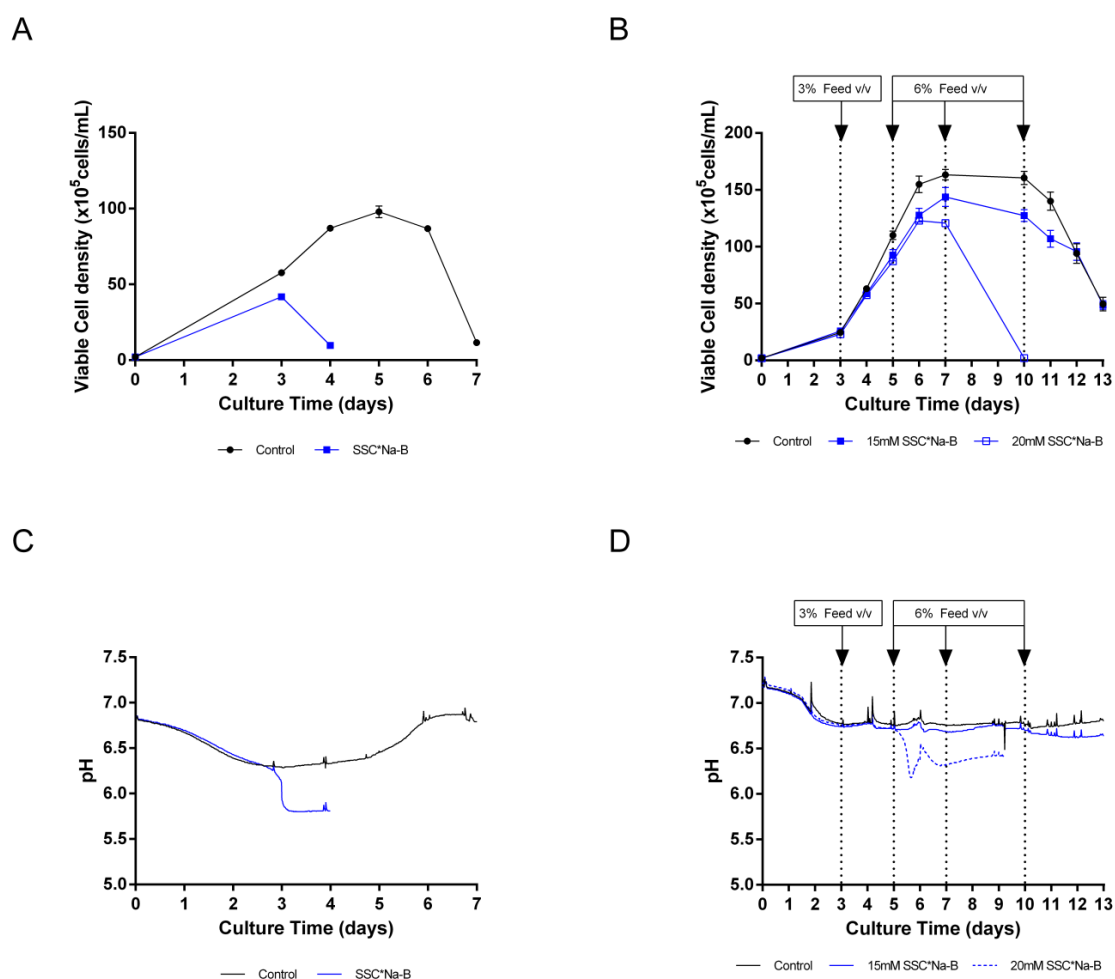 A
B
3% Feed v/v
6% Feed v/v
Viable Cell density (x10⁵cells/mL)
150
100
50
0
0 1 2 3 4 5 6 7
Culture Time (days)
Control SSC*Na-B
Viable Cell density (x10⁵cells/mL)
200
150
100
50
0
0 1 2 3 4 5 6 7 8 9 10 11 12 13
Culture Time (days)
Control 15mM SSC*Na-B 20mM SSC*Na-B
C
D
3% Feed v/v
6% Feed v/v
pH
7.5
7.0
6.5
6.0
5.5
5.0
0 1 2 3 4 5 6 7
Culture Time (days)
Control SSC*Na-B
pH
7.5
7.0
6.5
6.0
5.5
5.0
0 1 2 3 4 5 6 7 8 9 10 11 12 13
Culture Time (days)
Control 15mM SSC*Na-B 20mM SSC*Na-B